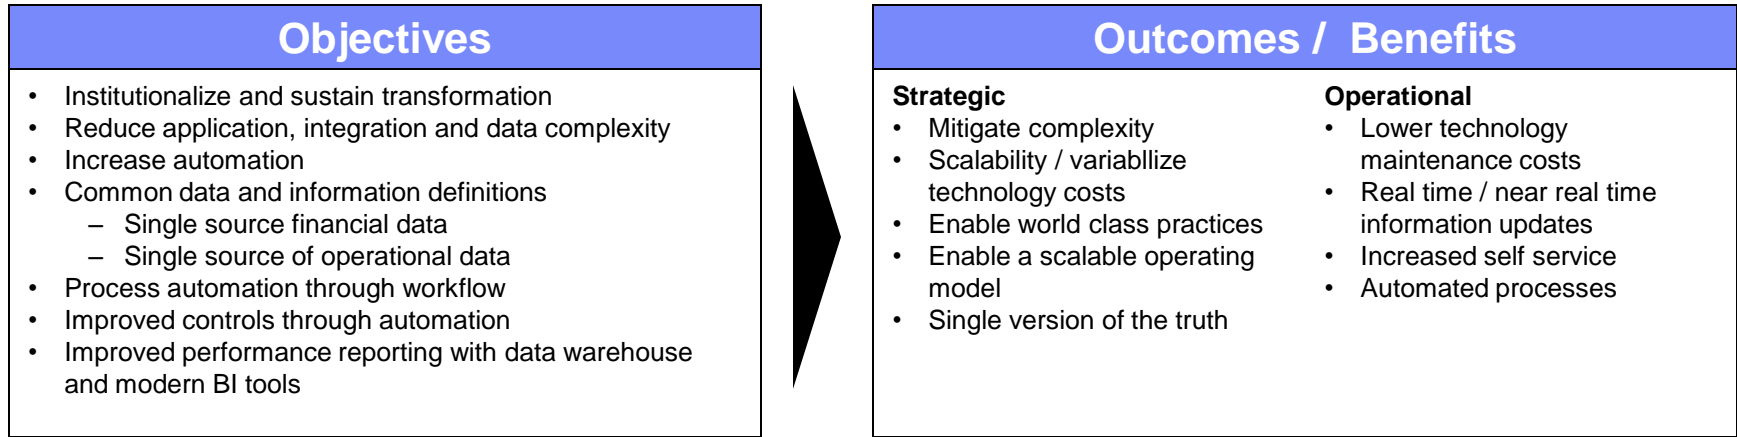 Objectives
• Institutionalize and sustain transformation
• Reduce application, integration and data complexity
• Increase automation
• Common data and information definitions
– Single source financial data
– Single source of operational data
• Process automation through workflow
• Improved controls through automation
• Improved performance reporting with data warehouse
and modern BI tools
Outcomes / Benefits
Strategic
• Mitigate complexity
• Scalability / variabllize
technology costs
• Enable world class practices
• Enable a scalable operating
model
• Single version of the truth
Operational
• Lower technology
maintenance costs
• Real time / near real time
information updates
• Increased self service
• Automated processes